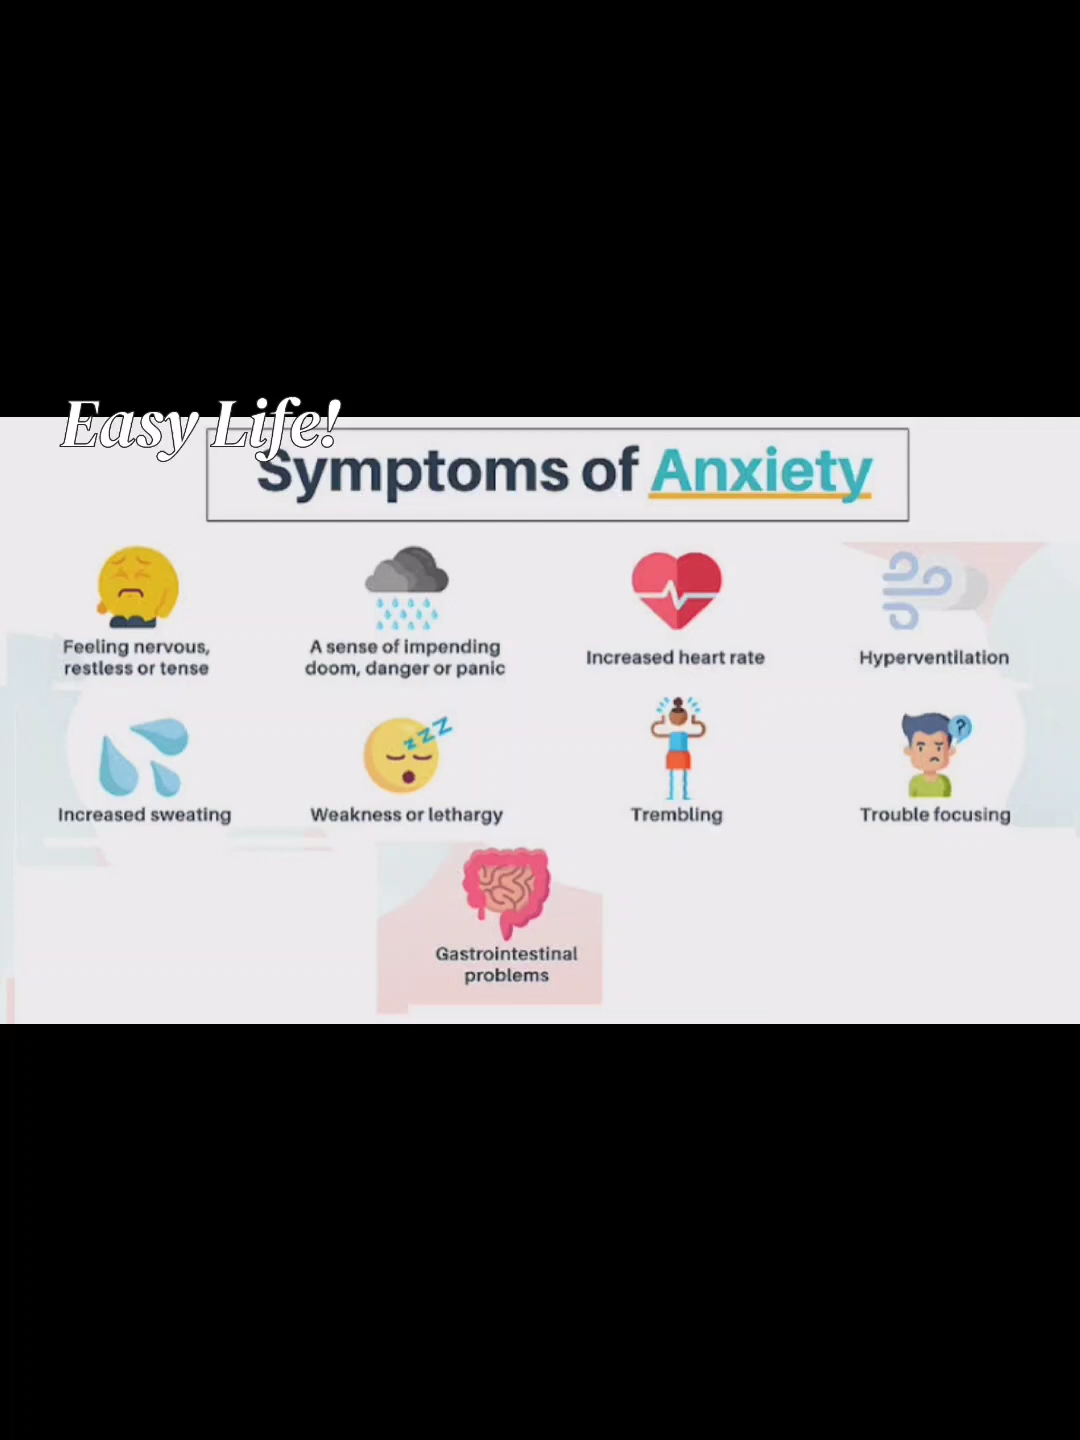 Easy Life!
Symptoms of Anxiety
Feeling nervous,
restless or tense
A sense of impending
doom, danger or panic
Increased heart rate
Hyperventilation
Increased sweating
zzz
Weakness or lethargy
Trembling
?
Trouble focusing
Gastrointestinal
problems